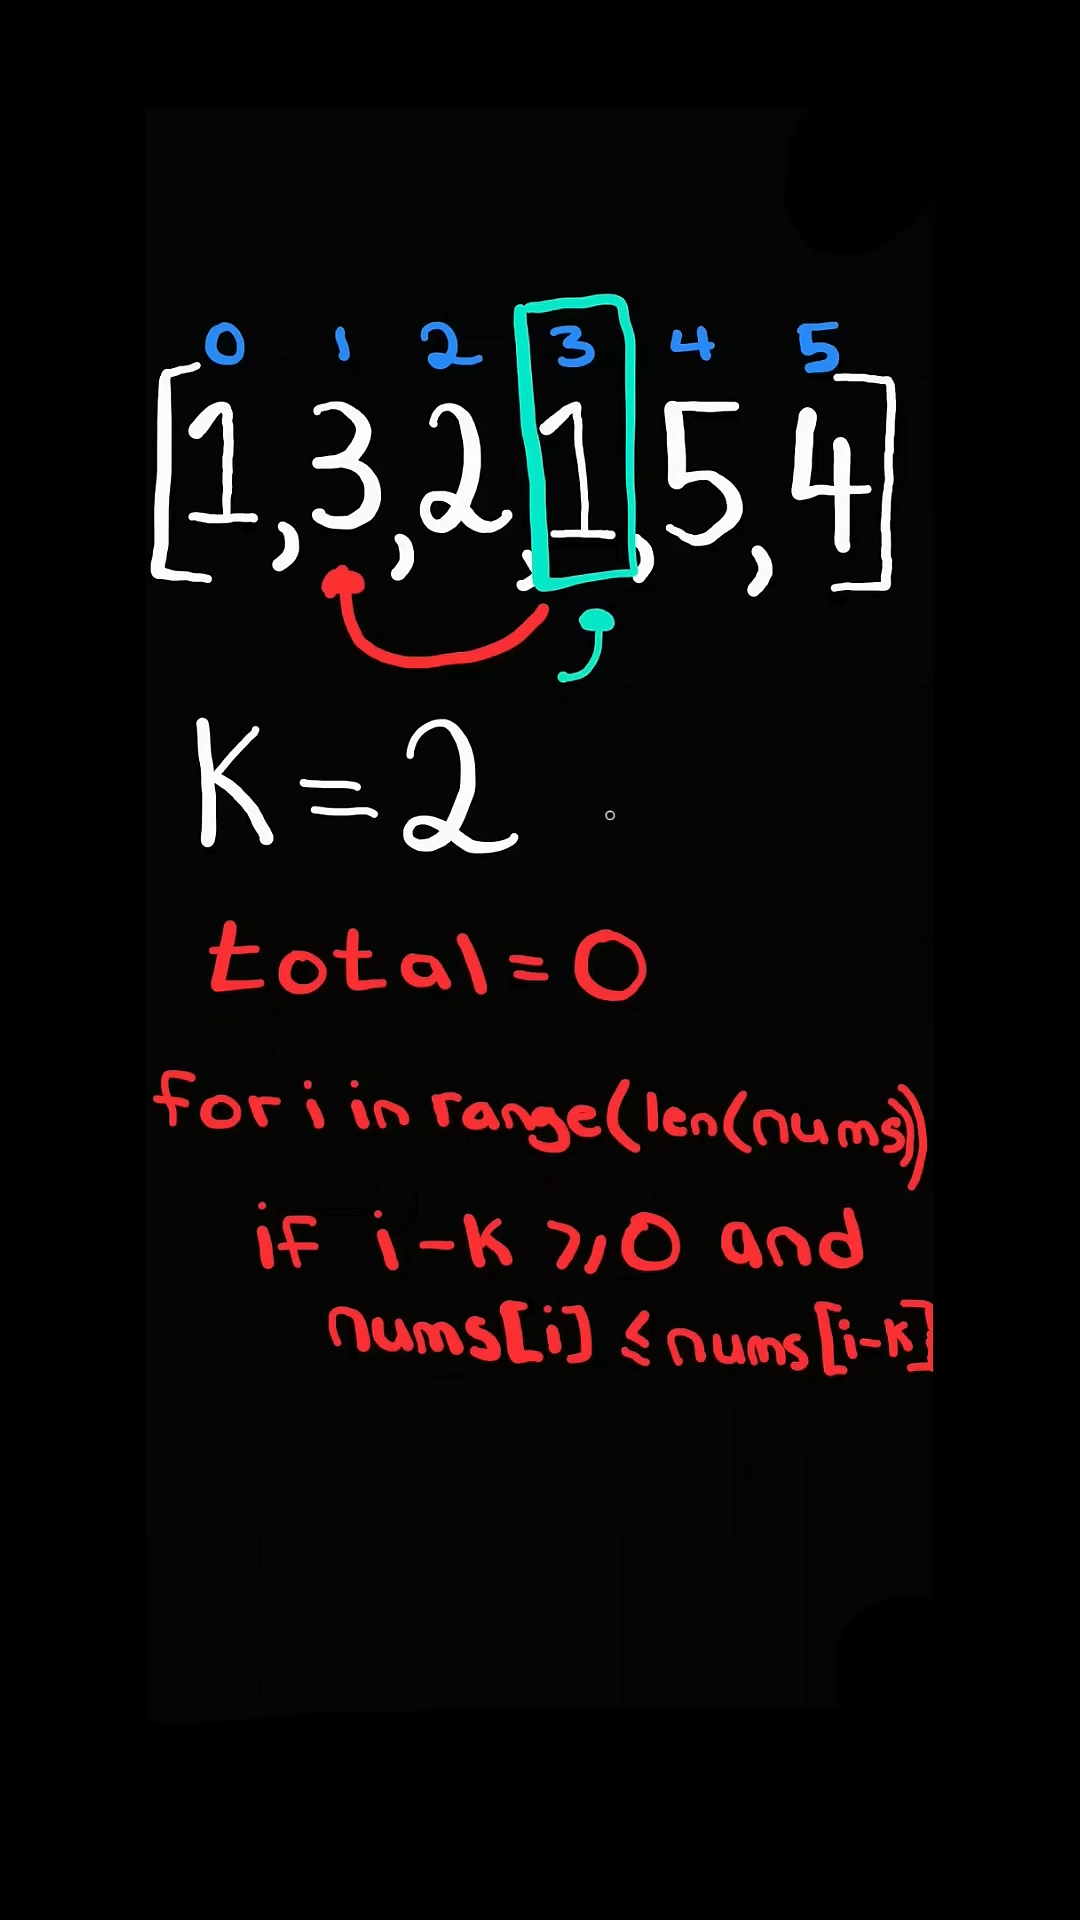 0 1 2 3 4 5
[1,3,2,1,5,4]
K=2
total=0
for i in range(len(nums))
if i-k ⩾0 and
nums[i] ≤ nums[i-k]